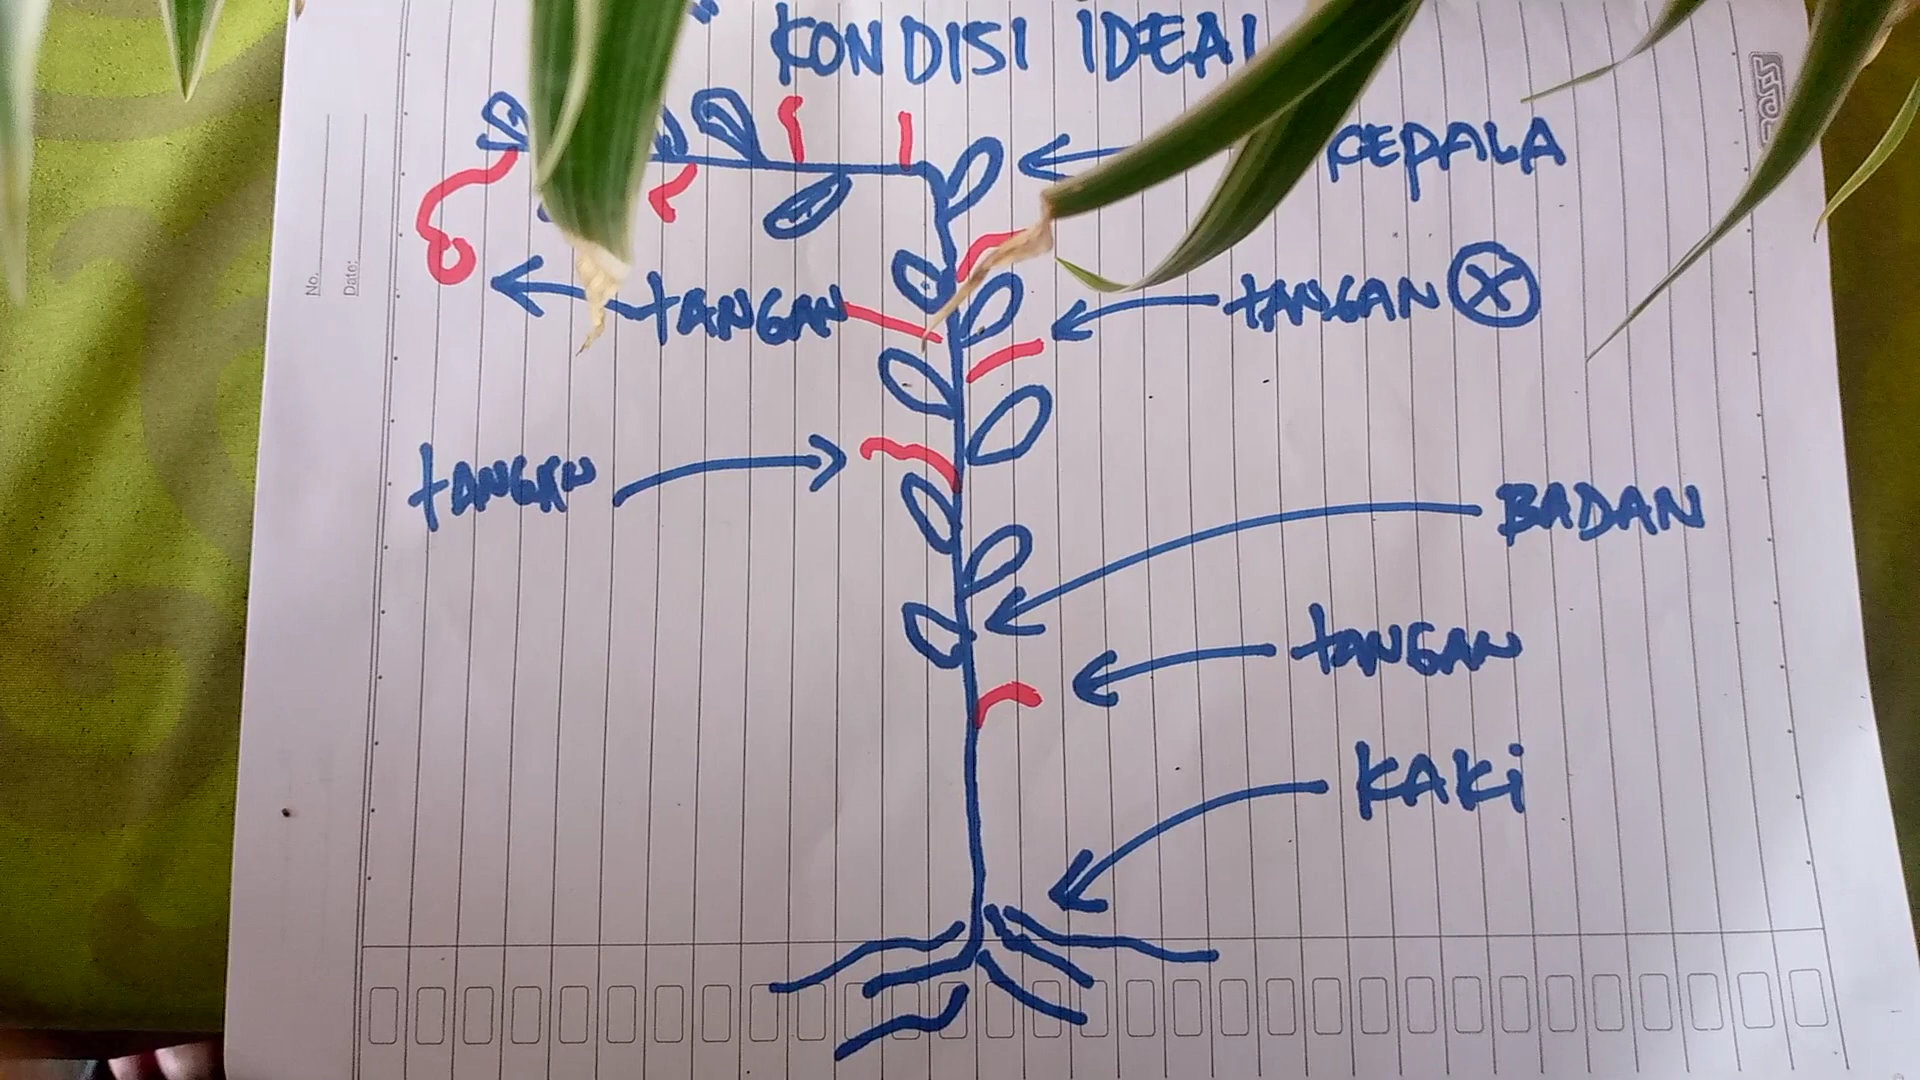 " KONDISI IDEAL
KEPALA
tANGAN
tANGAN X
tANGAN
BADAN
tANGAN
KAKi
No.
Date: